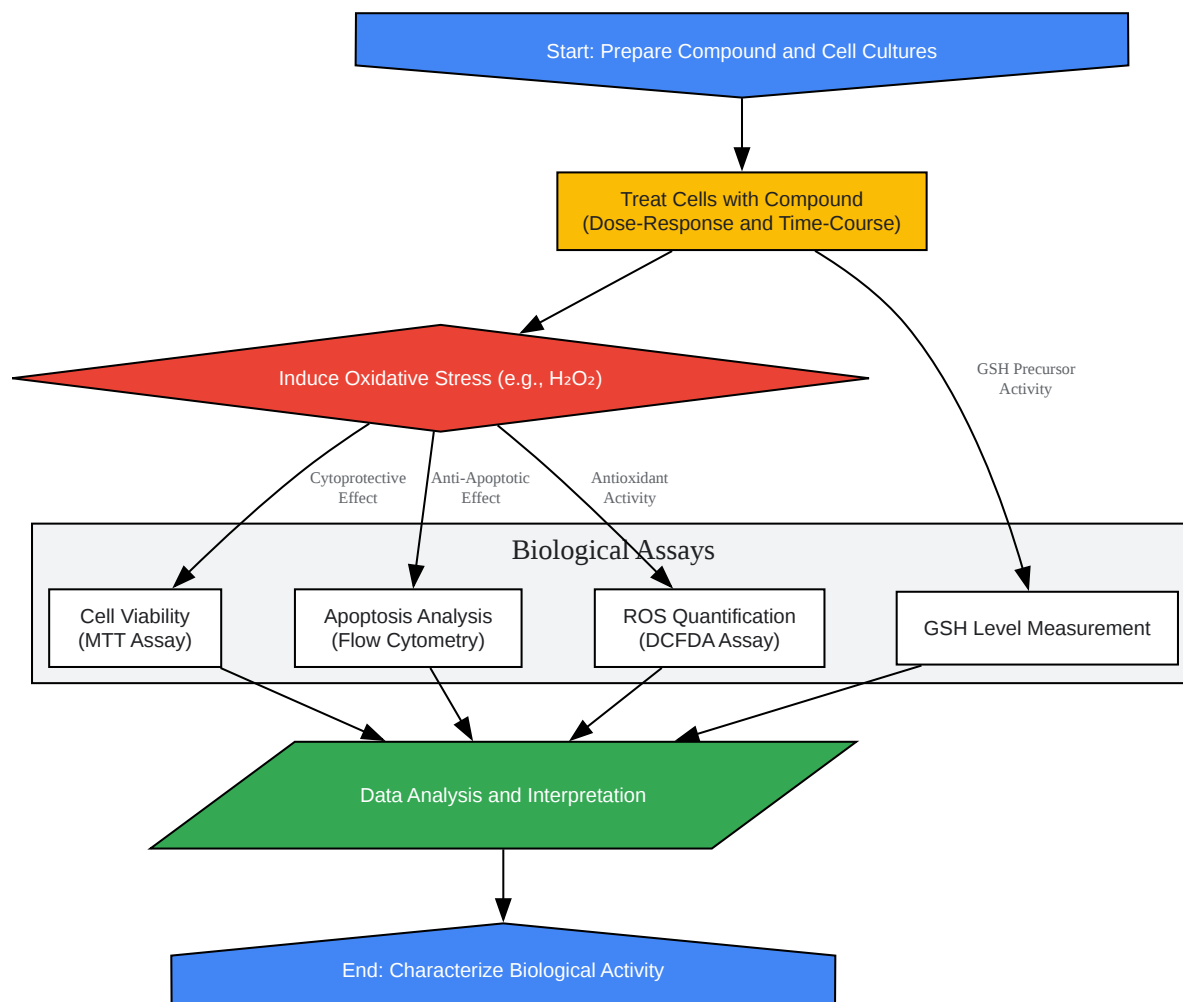 Start: Prepare Compound and Cell Cultures
Treat Cells with Compound
(Dose-Response and Time-Course)
Induce Oxidative Stress (e.g., H₂O₂)
GSH Precursor
Activity
Cytoprotective
Effect
Anti-Apoptotic
Effect
Antioxidant
Activity
Biological Assays
Cell Viability
(MTT Assay)
Apoptosis Analysis
(Flow Cytometry)
ROS Quantification
(DCFDA Assay)
GSH Level Measurement
Data Analysis and Interpretation
End: Characterize Biological Activity